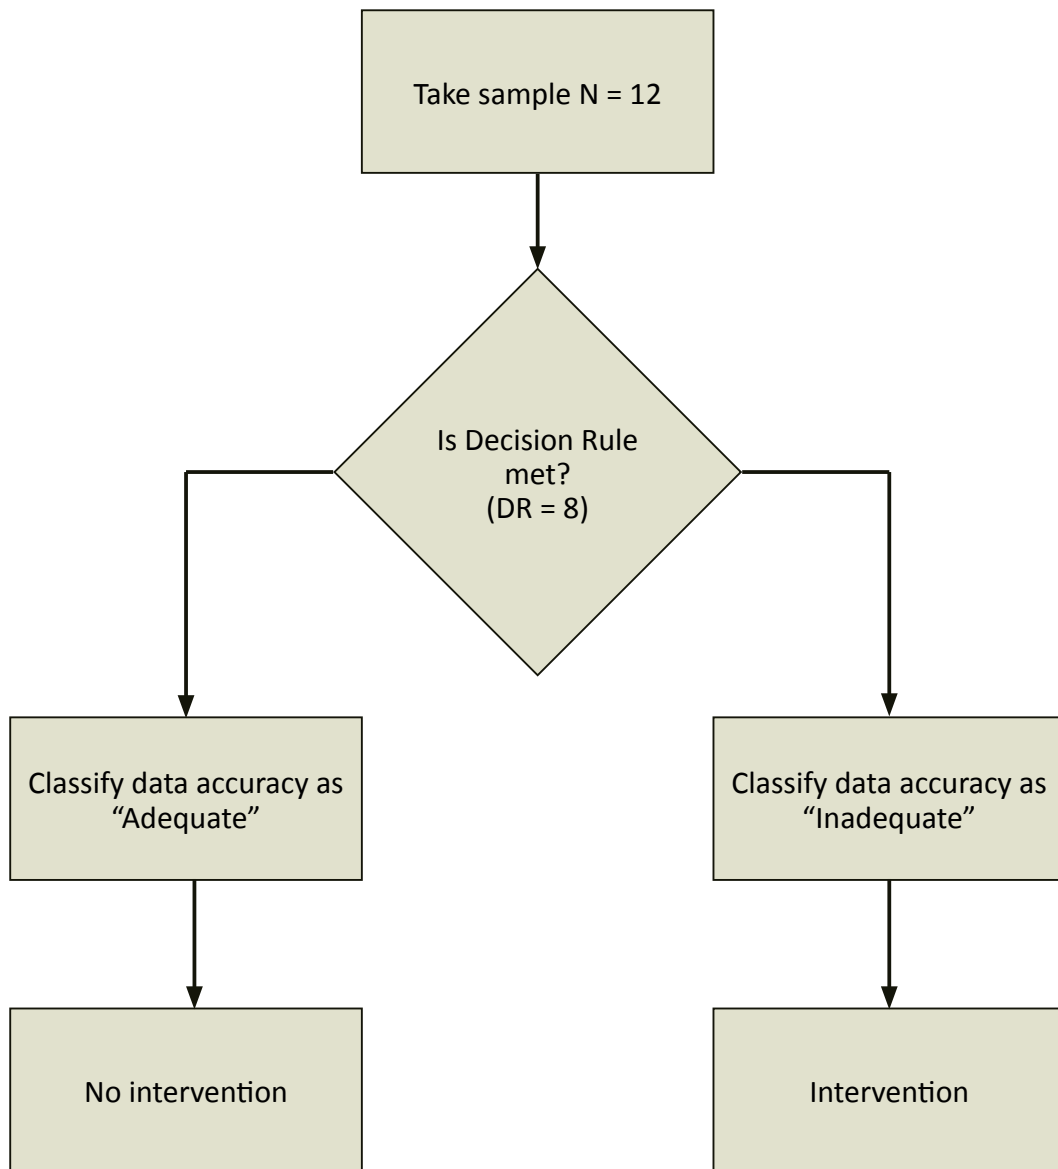 Take sample N = 12
Is Decision Rule
met?
(DR = 8)
Classify data accuracy as
“Adequate”
Classify data accuracy as
“Inadequate”
No intervention
Intervention